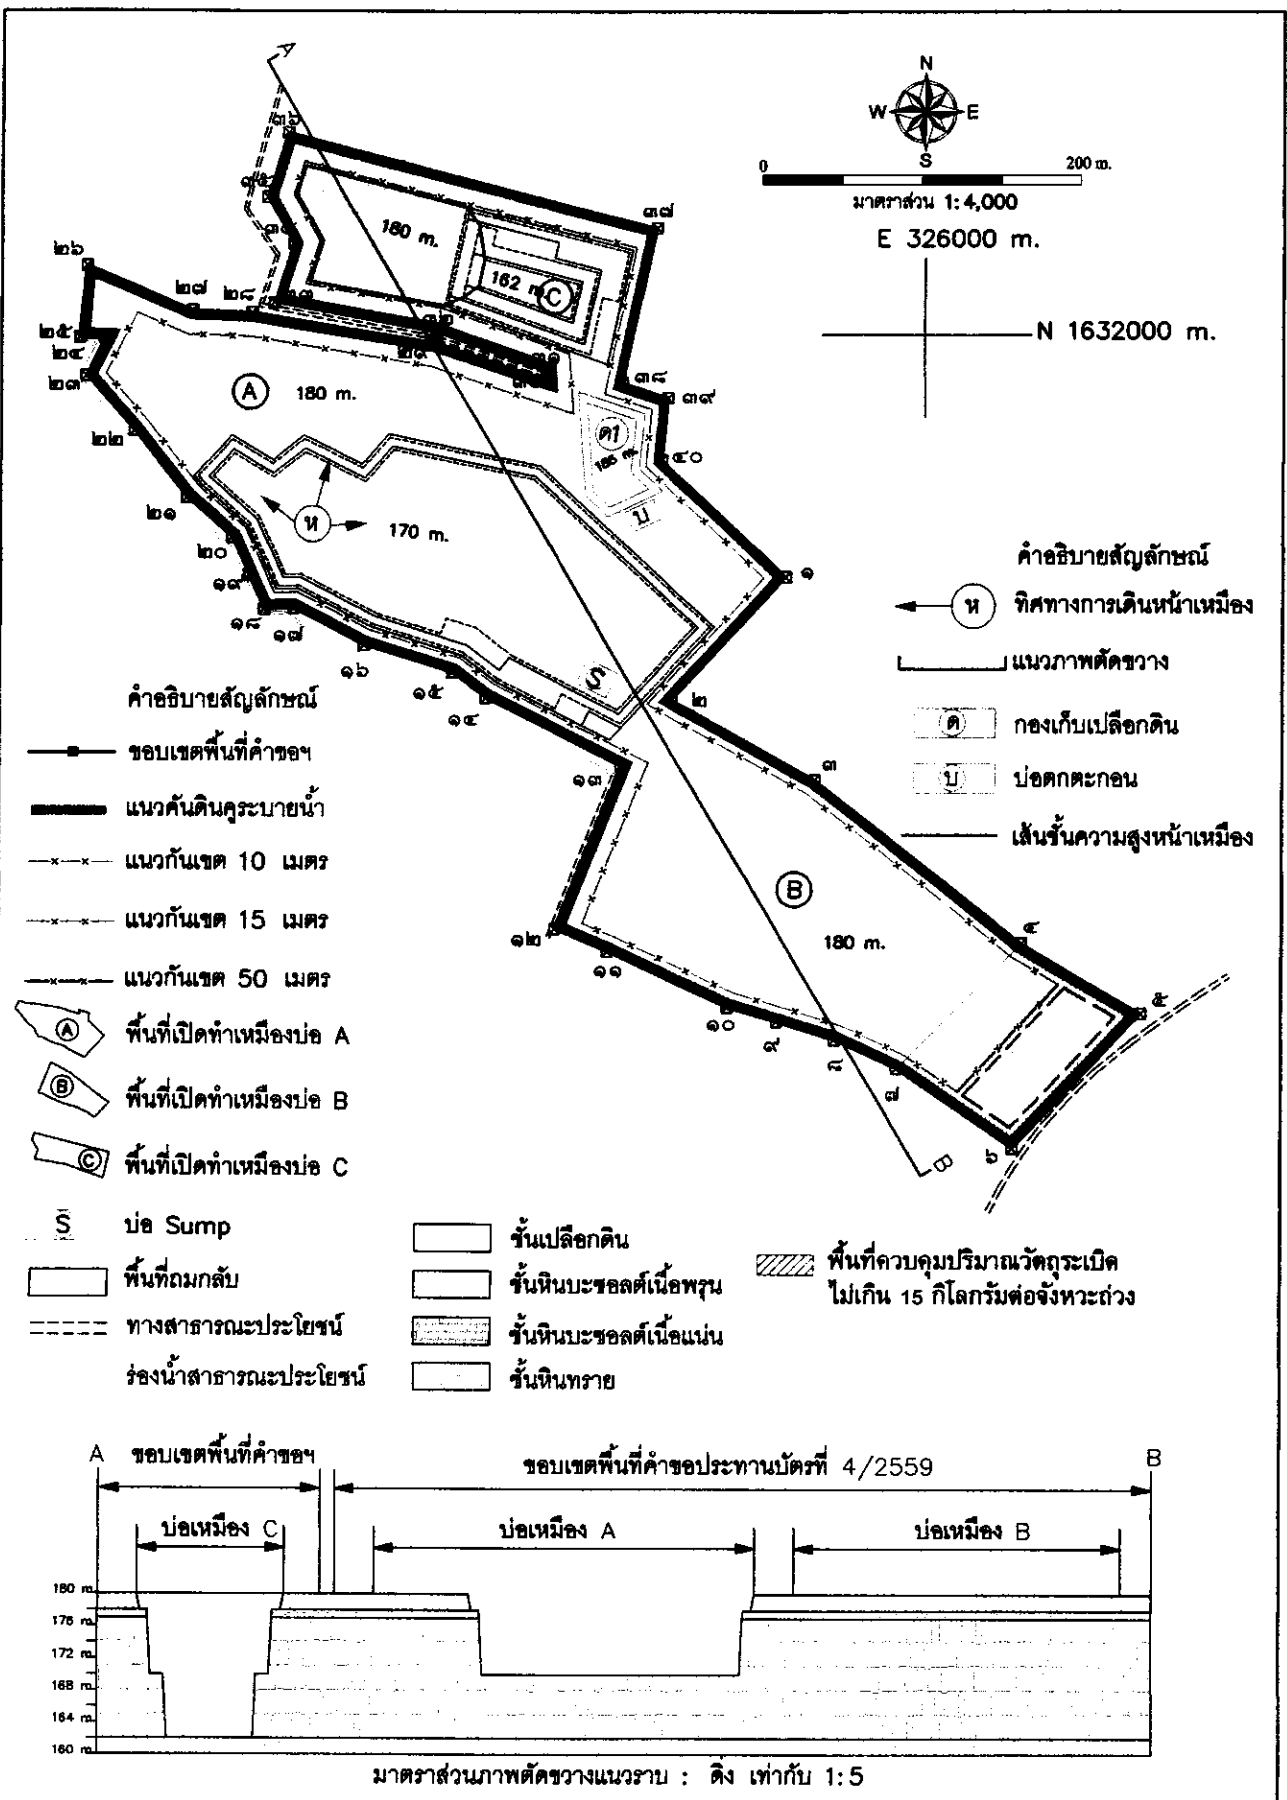 A
N
W E
S
0 200 m.
มาตราส่วน 1:4,000
E 326000 m.
N 1632000 m.
๓๖
๓๗
๓๘
๓๙
๔๐
๑
๒
๓
๔
๕
๖
๗
๘
๙
๑๐
๑๑
๑๒
๑๓
๑๔
๑๕
๑๖
๑๗
๑๘
๑๙
๒๐
๒๑
๒๒
๒๓
๒๔
๒๕
๒๖
๒๗
๒๘
๒๙
๓๑
๓๒
๓๓
180 m.
162 m.
C
A 180 m.
ด1
บ
ห
170 m.
S
B
180 m.
B
คำอธิบายสัญลักษณ์
ห ทิศทางการเดินหน้าเหมือง
แนวภาพตัดขวาง
ด กองเก็บเปลือกดิน
บ บ่อตกตะกอน
เส้นชั้นความสูงหน้าเหมือง
คำอธิบายสัญลักษณ์
ขอบเขตพื้นที่คำขอฯ
แนวคันดินคูระบายน้ำ
แนวกันเขต 10 เมตร
แนวกันเขต 15 เมตร
แนวกันเขต 50 เมตร
A พื้นที่เปิดทำเหมืองบ่อ A
B พื้นที่เปิดทำเหมืองบ่อ B
C พื้นที่เปิดทำเหมืองบ่อ C
S บ่อ Sump
พื้นที่ถมกลับ
ทางสาธารณะประโยชน์
ร่องน้ำสาธารณะประโยชน์
ชั้นเปลือกดิน
ชั้นหินบะซอลต์เนื้อพรุน
ชั้นหินบะซอลต์เนื้อแน่น
ชั้นหินทราย
พื้นที่ควบคุมปริมาณวัตถุระเบิด
ไม่เกิน 15 กิโลกรัมต่อจังหวะถ่วง
A ขอบเขตพื้นที่คำขอฯ ขอบเขตพื้นที่คำขอประทานบัตรที่ 4/2559 B
บ่อเหมือง C บ่อเหมือง A บ่อเหมือง B
180 m.
176 m.
172 m.
168 m.
164 m.
160 m.
มาตราส่วนภาพตัดขวางแนวราบ : ดิ่ง เท่ากับ 1:5